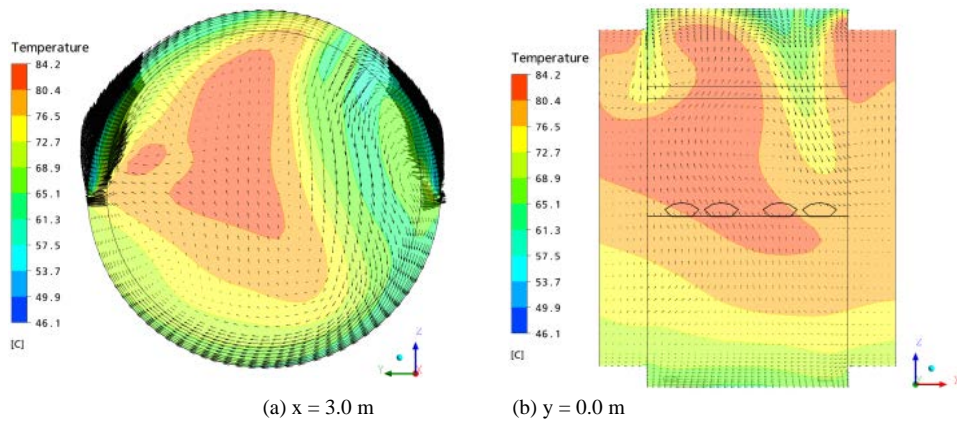 Temperature
84.2
80.4
76.5
72.7
68.9
65.1
61.3
57.5
53.7
49.9
46.1
[C]
Z
Y
X
(a) x = 3.0 m
Temperature
84.2
80.4
76.5
72.7
68.9
65.1
61.3
57.5
53.7
49.9
46.1
[C]
Z
Y
X
(b) y = 0.0 m